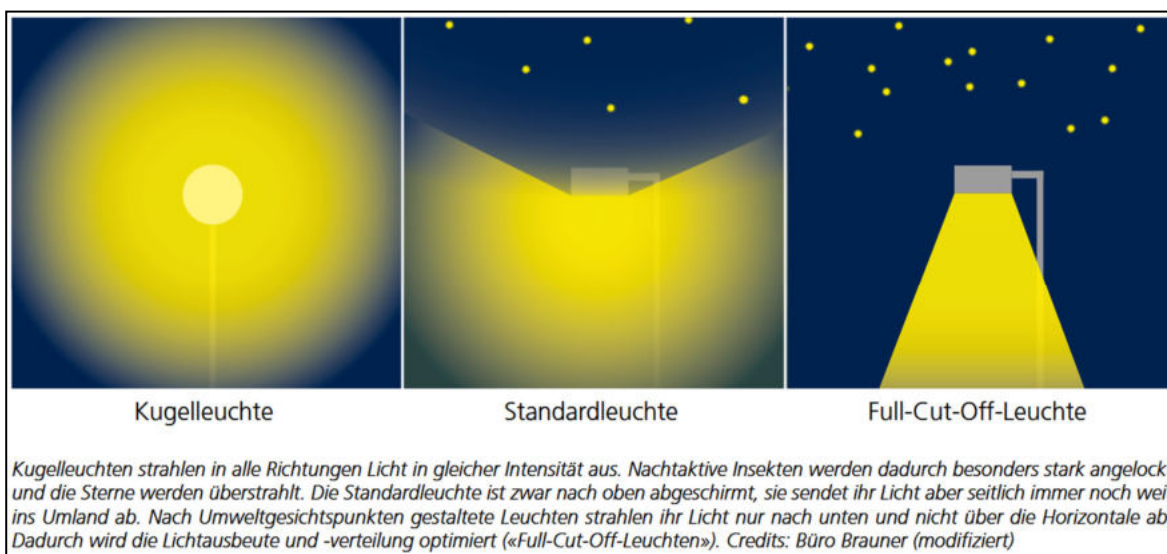 Kugelleuchte
Standardleuchte
Full-Cut-Off-Leuchte
Kugelleuchten strahlen in alle Richtungen Licht in gleicher Intensität aus. Nachtaktive Insekten werden dadurch besonders stark angelock
und die Sterne werden überstrahlt. Die Standardleuchte ist zwar nach oben abgeschirmt, sie sendet ihr Licht aber seitlich immer noch wei
ins Umland ab. Nach Umweltgesichtspunkten gestaltete Leuchten strahlen ihr Licht nur nach unten und nicht über die Horizontale ab
Dadurch wird die Lichtausbeute und -verteilung optimiert («Full-Cut-Off-Leuchten»). Credits: Büro Brauner (modifiziert)